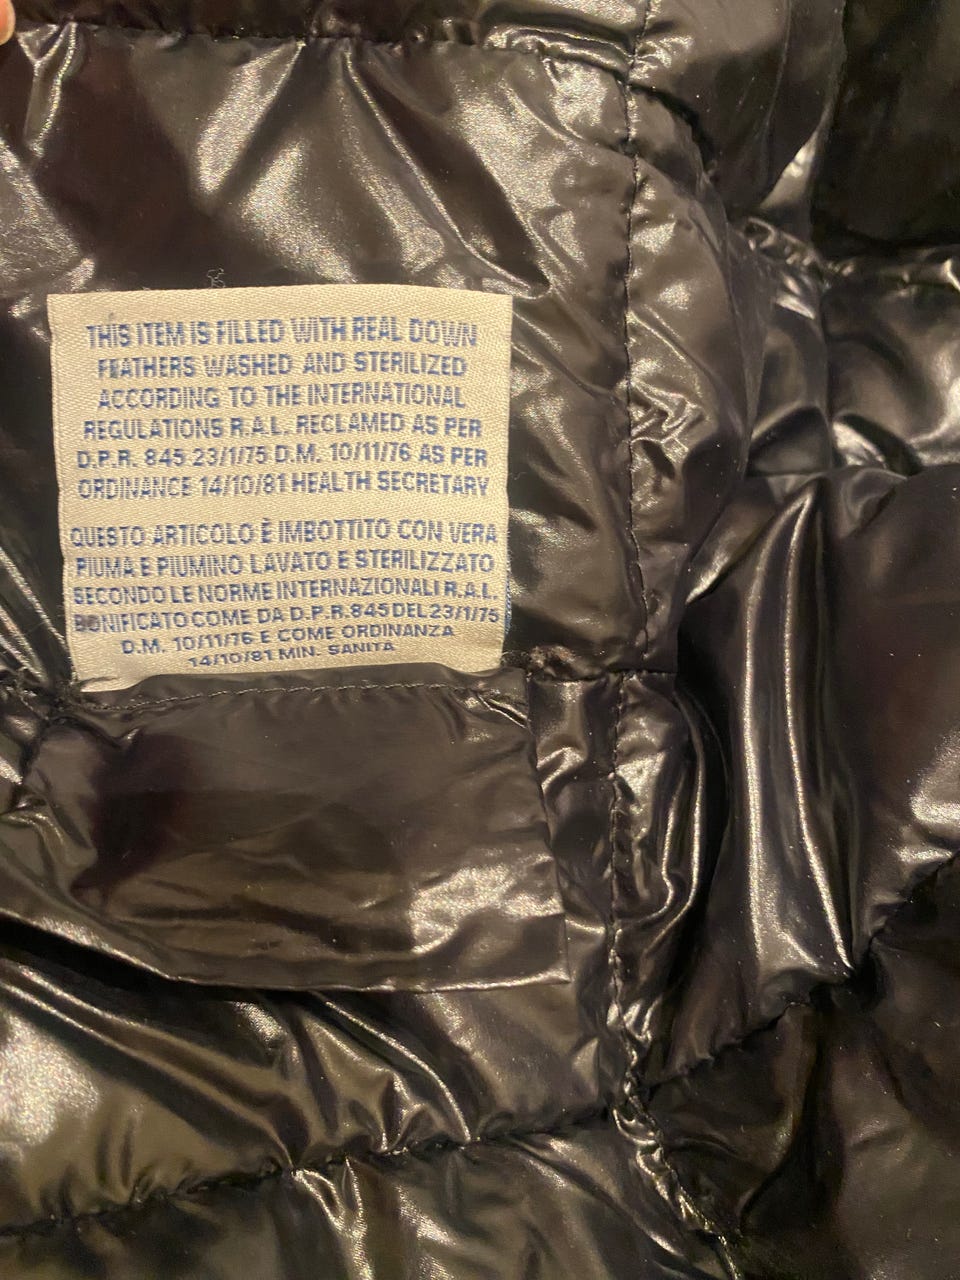 THIS ITEM IS FILLED WITH REAL DOWN
FEATHERS WASHED AND STERILIZED
ACCORDING TO THE INTERNATIONAL
REGULATIONS R.A.L. RECLAMED AS PER
D.P.R. 845 23/1/75 D.M. 10/11/76 AS PER
ORDINANCE 14/10/81 HEALTH SECRETARY
QUESTO ARTICOLO È IMBOTTITO CON VERA
PIUMA E PIUMINO LAVATO E STERILIZZATO
SECONDO LE NORME INTERNAZIONALI R.A.L.
BONIFICATO COME DA D.P.R. 845 DEL 23/1/75
D.M. 10/11/76 E COME ORDINANZA
14/10/81 MIN. SANITA